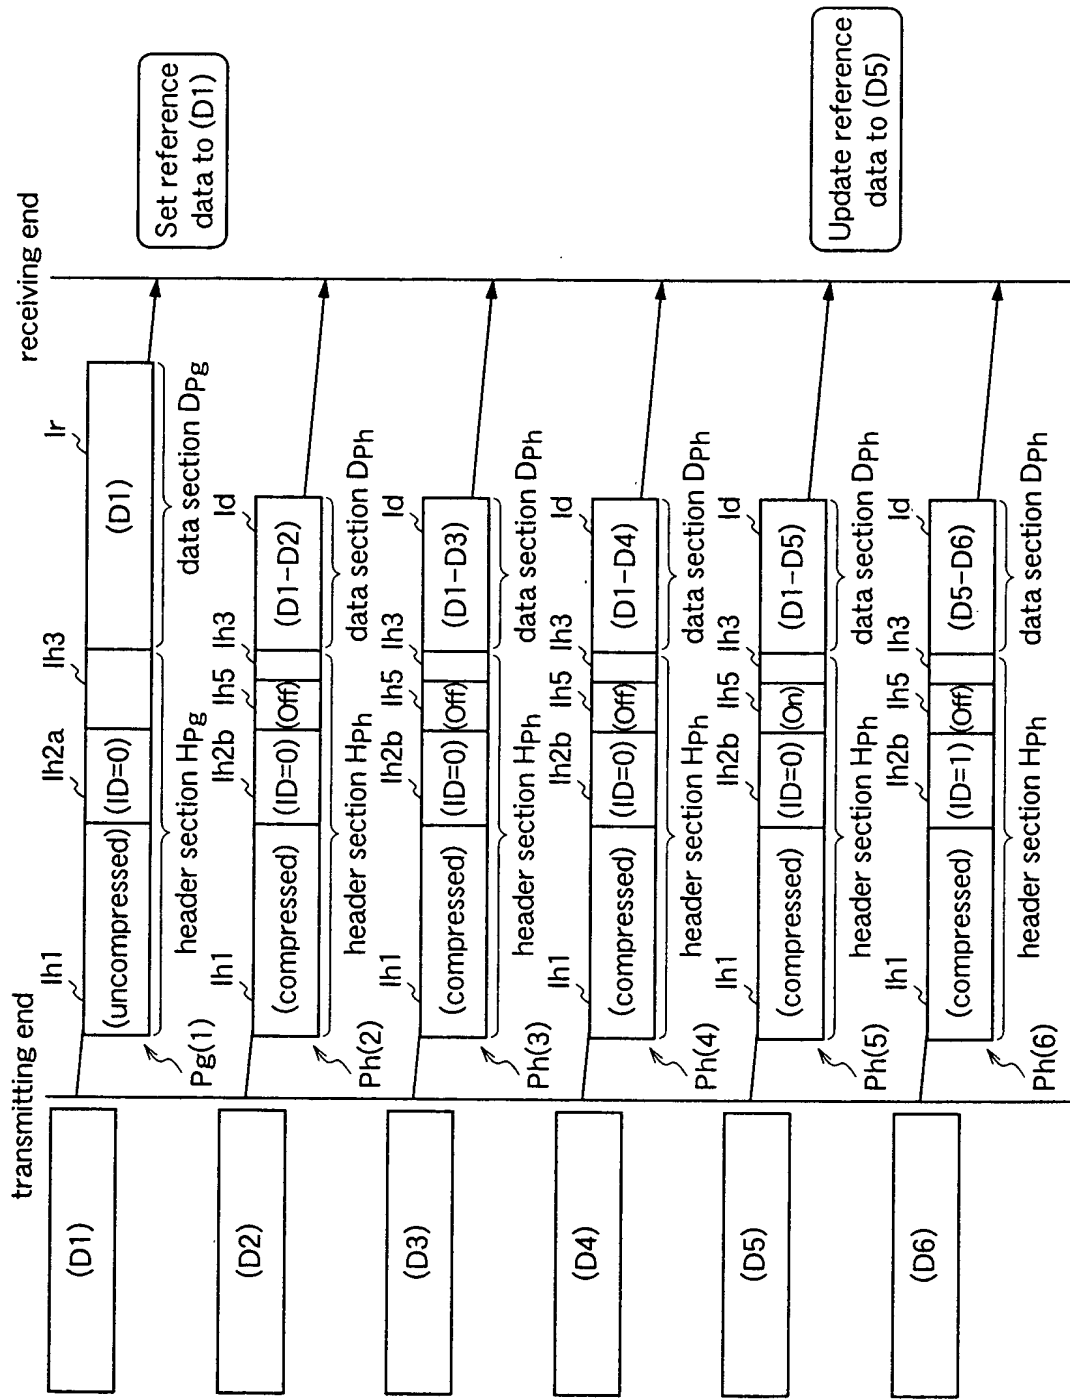 transmitting end
receiving end
(D1)
Ih1
Ih2a
Ih3
Ir
(uncompressed)
(ID=0)
(D1)
Pg(1)
header section HPg
data section DPg
Set reference
data to (D1)
(D2)
Ih1
Ih2b
Ih5
Ih3
Id
(compressed)
(ID=0)
(Off)
(D1-D2)
Ph(2)
header section HPh
data section DPh
(D3)
Ih2b
Ih5
Ih3
Id
(compressed)
(ID=0)
(Off)
(D1-D3)
Ph(3)
header section HPh
data section DPh
(D4)
Ih1
Ih2b
Ih5
Ih3
Id
(compressed)
(ID=0)
(Off)
(D1-D4)
Ph(4)
header section HPh
data section DPh
(D5)
Ih1
Ih2b
Ih5
Ih3
Id
(compressed)
(ID=0)
(On)
(D1-D5)
Ph(5)
header section HPh
data section DPh
Update reference
data to (D5)
(D6)
Ih1
Ih2b
Ih5
Ih3
Id
(compressed)
(ID=1)
(Off)
(D5-D6)
Ph(6)
header section HPh
data section DPh